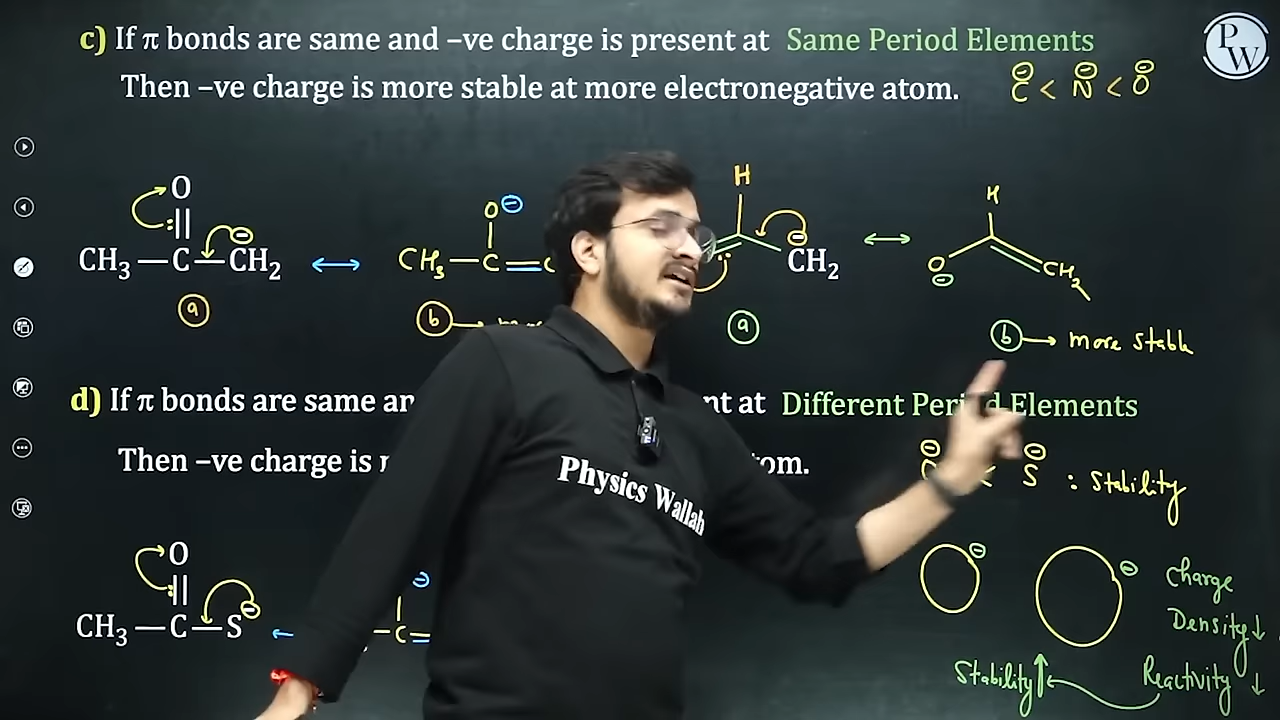 c) If π bonds are same and –ve charge is present at Same Period Elements
PW
Then –ve charge is more stable at more electronegative atom. C⊖ < N⊖ < O⊖
O O⊖ H H
CH₃ — C — CH₂⊖ ↔ CH₃ — C = CH₂⊖ ↔ O⊖ CH₂
a b → a b → more stable
d) If π bonds are same an nt at Different Period Elements
Then –ve charge is om. < S⊖ : Stability
O ⊖ ⊖ ⊖ Charge
CH₃ — C — S⊖ ← – C = Density ↓
Stability ↑ ← Reactivity ↓
Physics Wallah